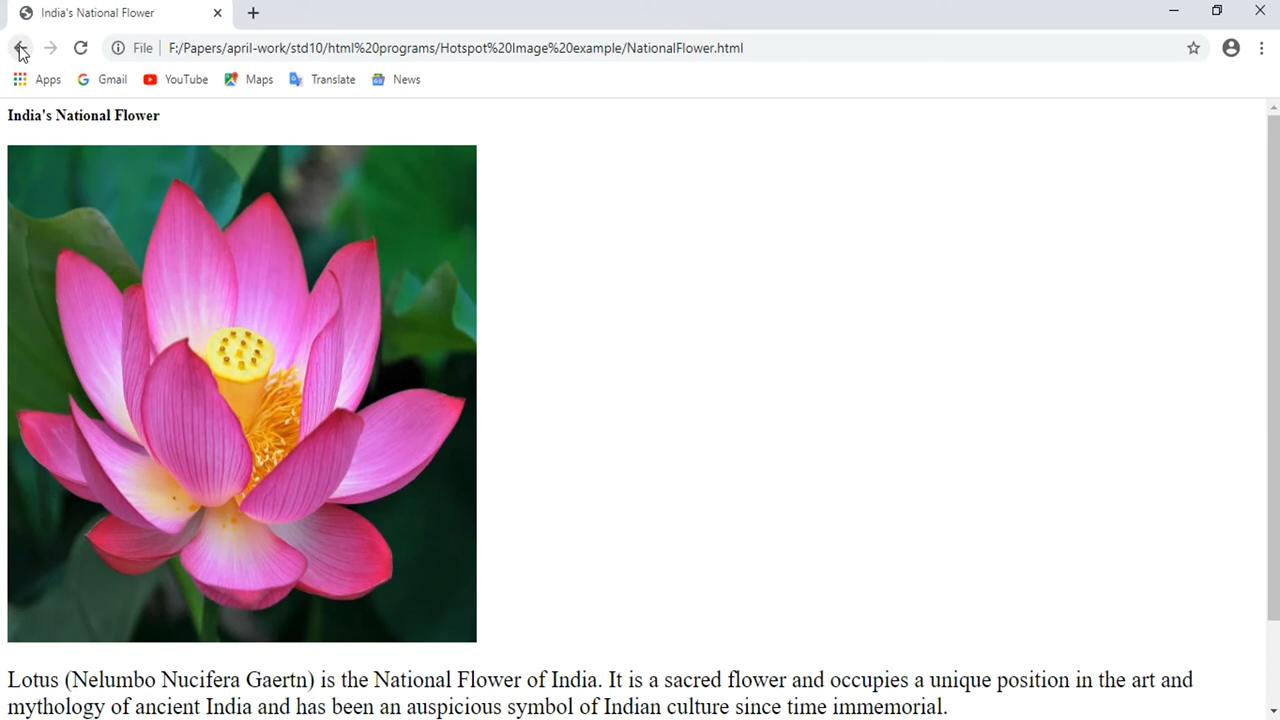 India's National Flower
File F:/Papers/april-work/std10/html%20programs/Hotspot%20Image%20example/NationalFlower.html
Apps Gmail YouTube Maps Translate News
India's National Flower
Lotus (Nelumbo Nucifera Gaertn) is the National Flower of India. It is a sacred flower and occupies a unique position in the art and
mythology of ancient India and has been an auspicious symbol of Indian culture since time immemorial.